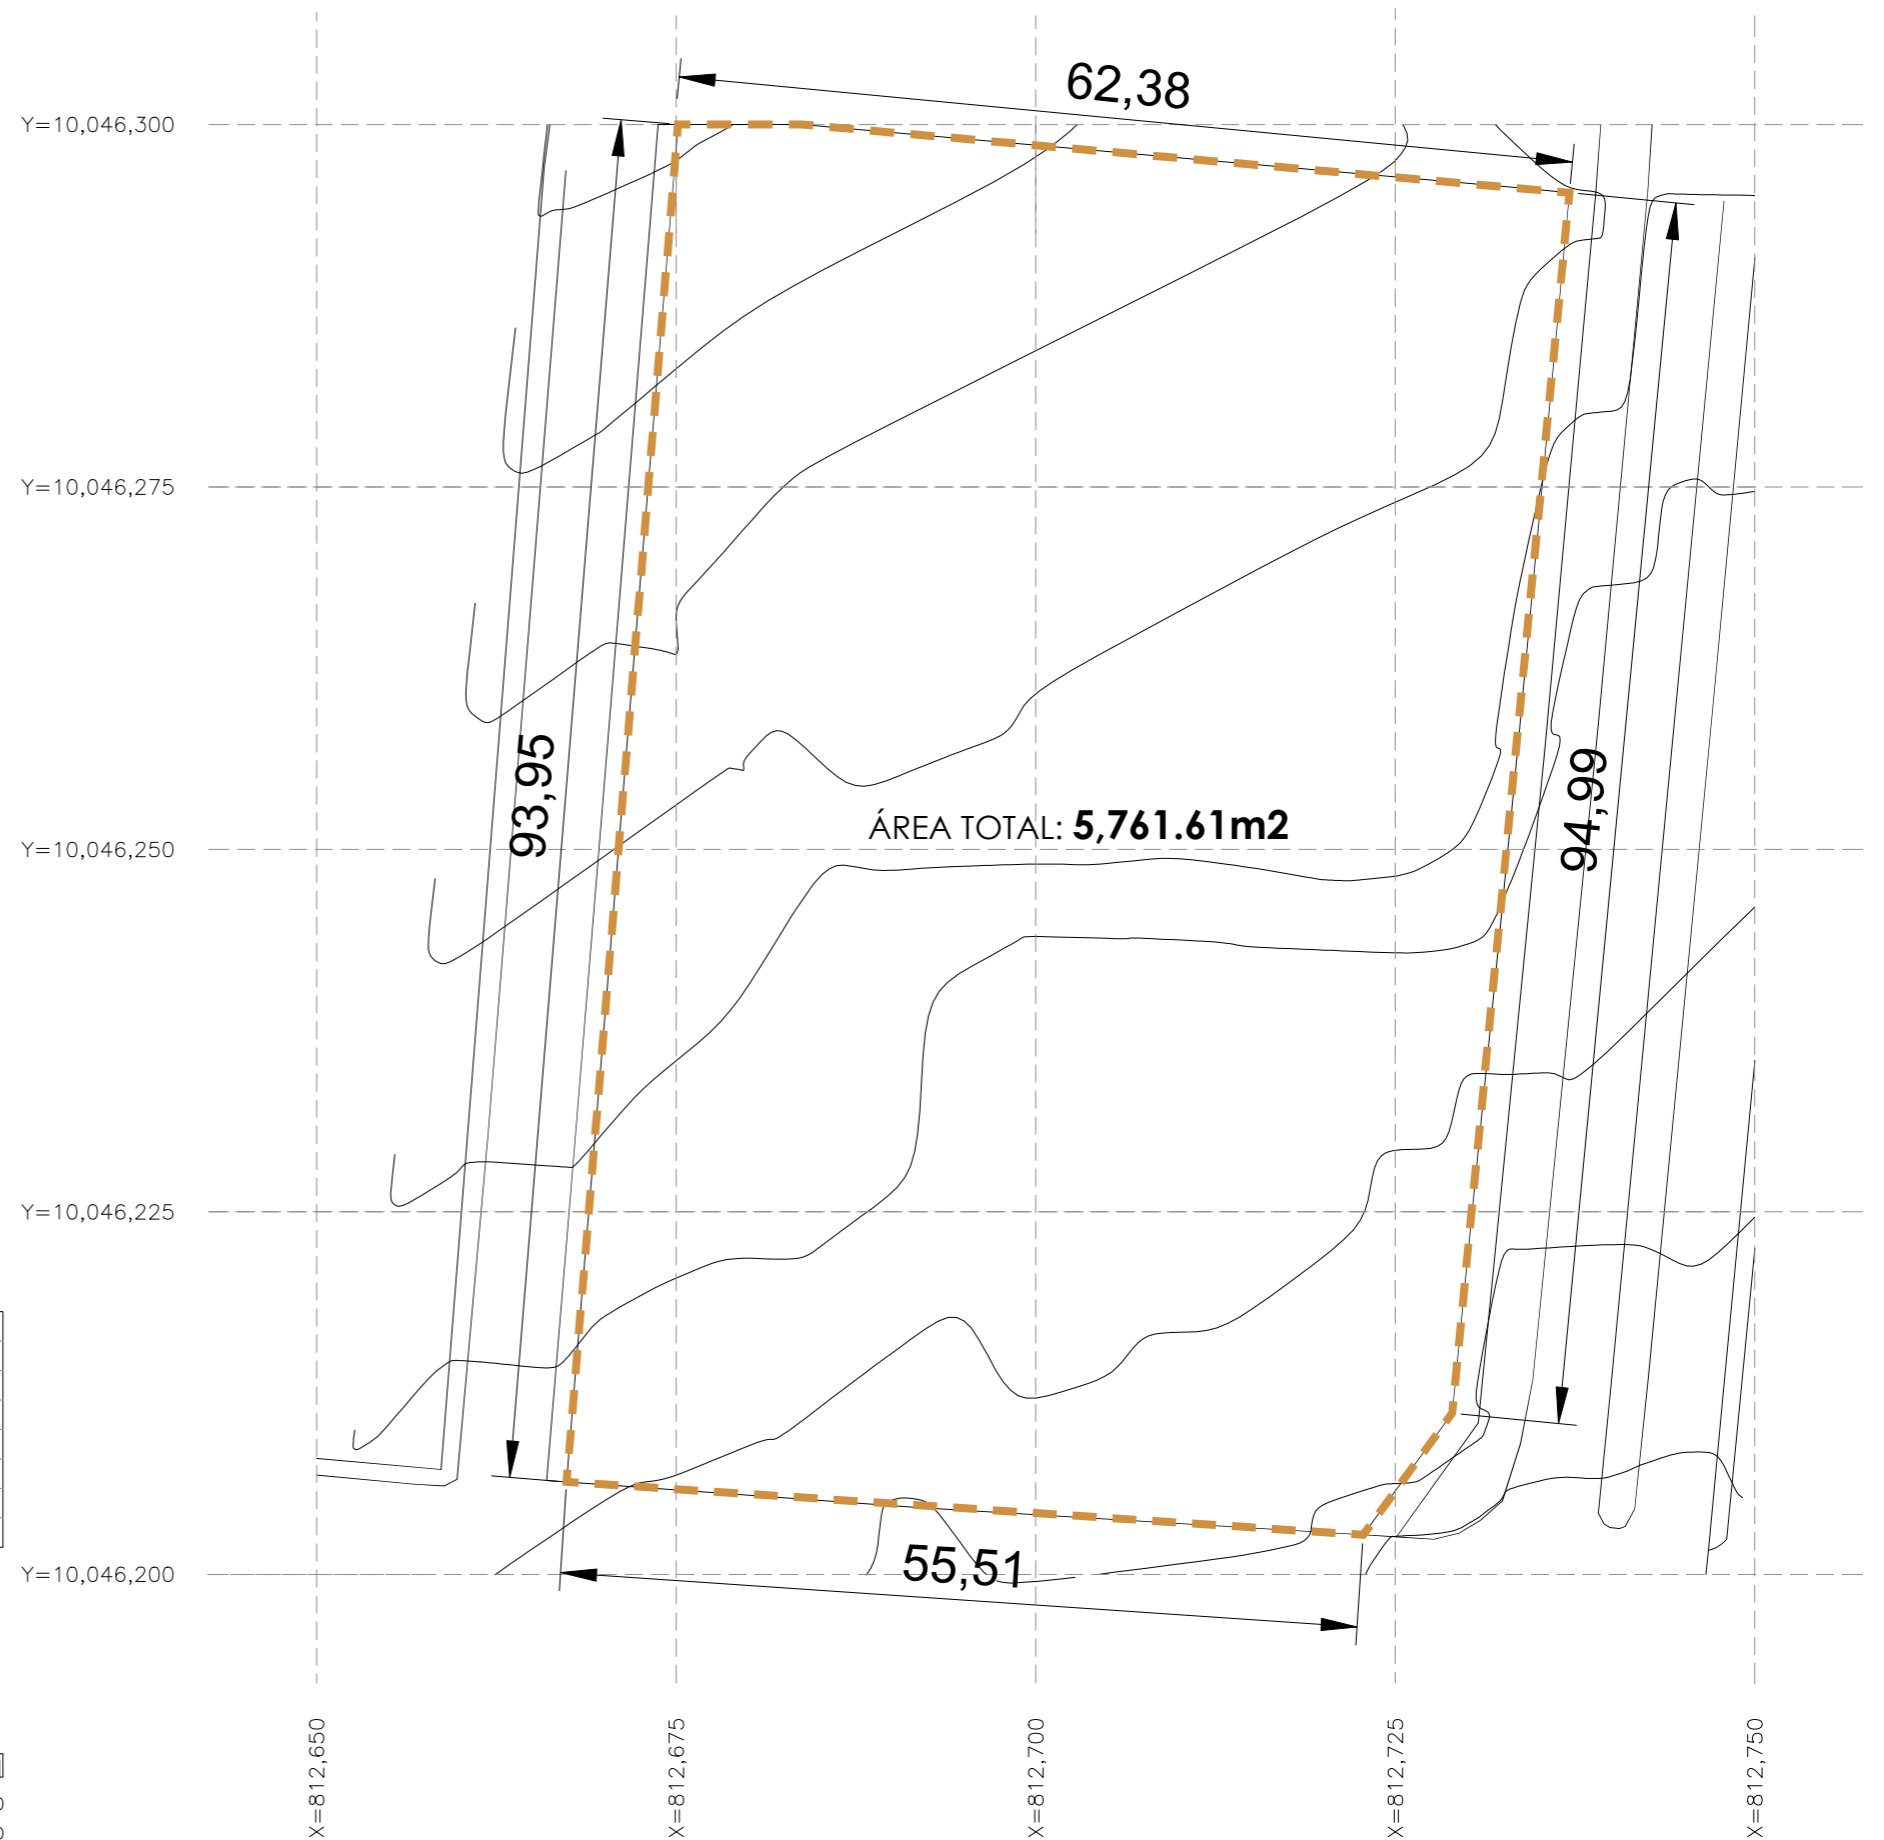 62,38
Y=10,046,300
Y=10,046,275
93,95
94,99
ÁREA TOTAL: 5,761.61m2
Y=10,046,250
Y=10,046,225
55,51
Y=10,046,200
X=812,650
X=812,675
X=812,700
X=812,725
X=812,750